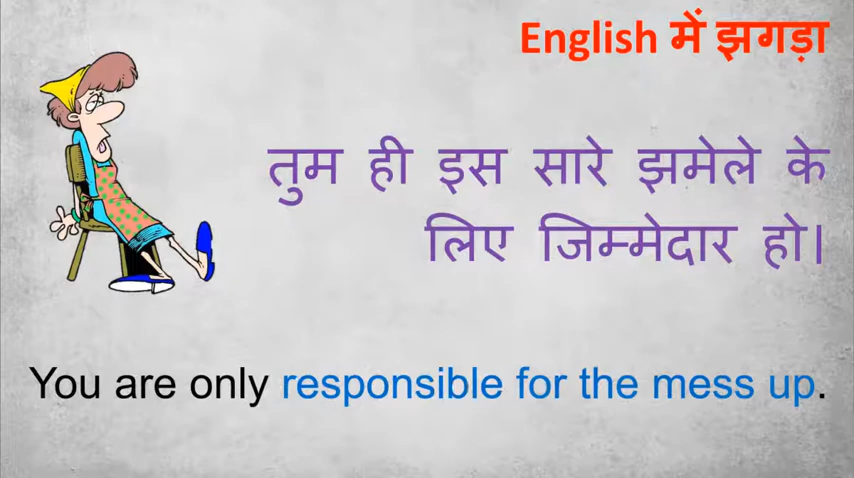 English में झगड़ा
तुम ही इस सारे झमेले के
लिए जिम्मेदार हो।
You are only responsible for the mess up.